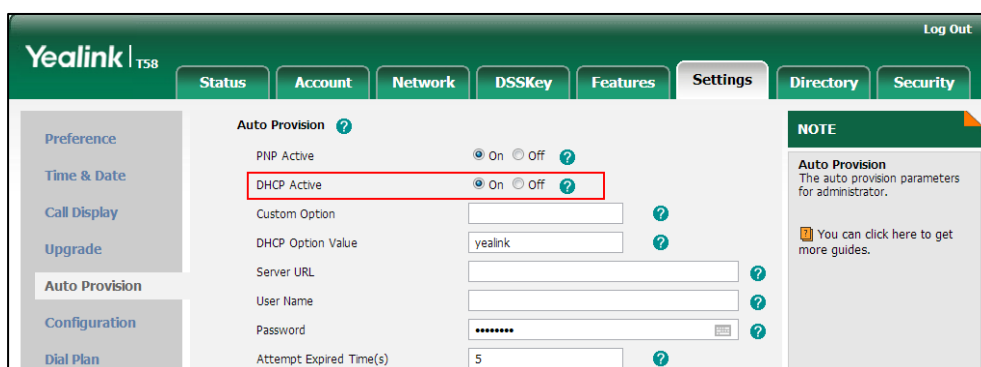 Log Out
Yealink T58
Status Account Network DSSKey Features Settings Directory Security
Preference
Time & Date
Call Display
Upgrade
Auto Provision
Configuration
Dial Plan
Auto Provision ?
PNP Active On Off ?
DHCP Active On Off ?
Custom Option ?
DHCP Option Value yealink ?
Server URL ?
User Name ?
Password •••••••• ?
Attempt Expired Time(s) 5 ?
NOTE
Auto Provision
The auto provision parameters
for administrator.
? You can click here to get
more guides.